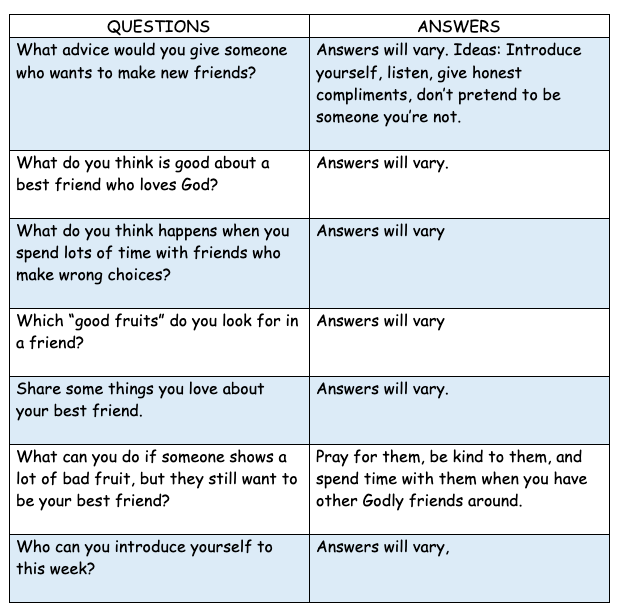 QUESTIONS ANSWERS
What advice would you give someone
who wants to make new friends?
Answers will vary. Ideas: Introduce
yourself, listen, give honest
compliments, don’t pretend to be
someone you’re not.
What do you think is good about a
best friend who loves God?
Answers will vary.
What do you think happens when you
spend lots of time with friends who
make wrong choices?
Answers will vary
Which “good fruits” do you look for in
a friend?
Answers will vary
Share some things you love about
your best friend.
Answers will vary.
What can you do if someone shows a
lot of bad fruit, but they still want to
be your best friend?
Pray for them, be kind to them, and
spend time with them when you have
other Godly friends around.
Who can you introduce yourself to
this week?
Answers will vary,